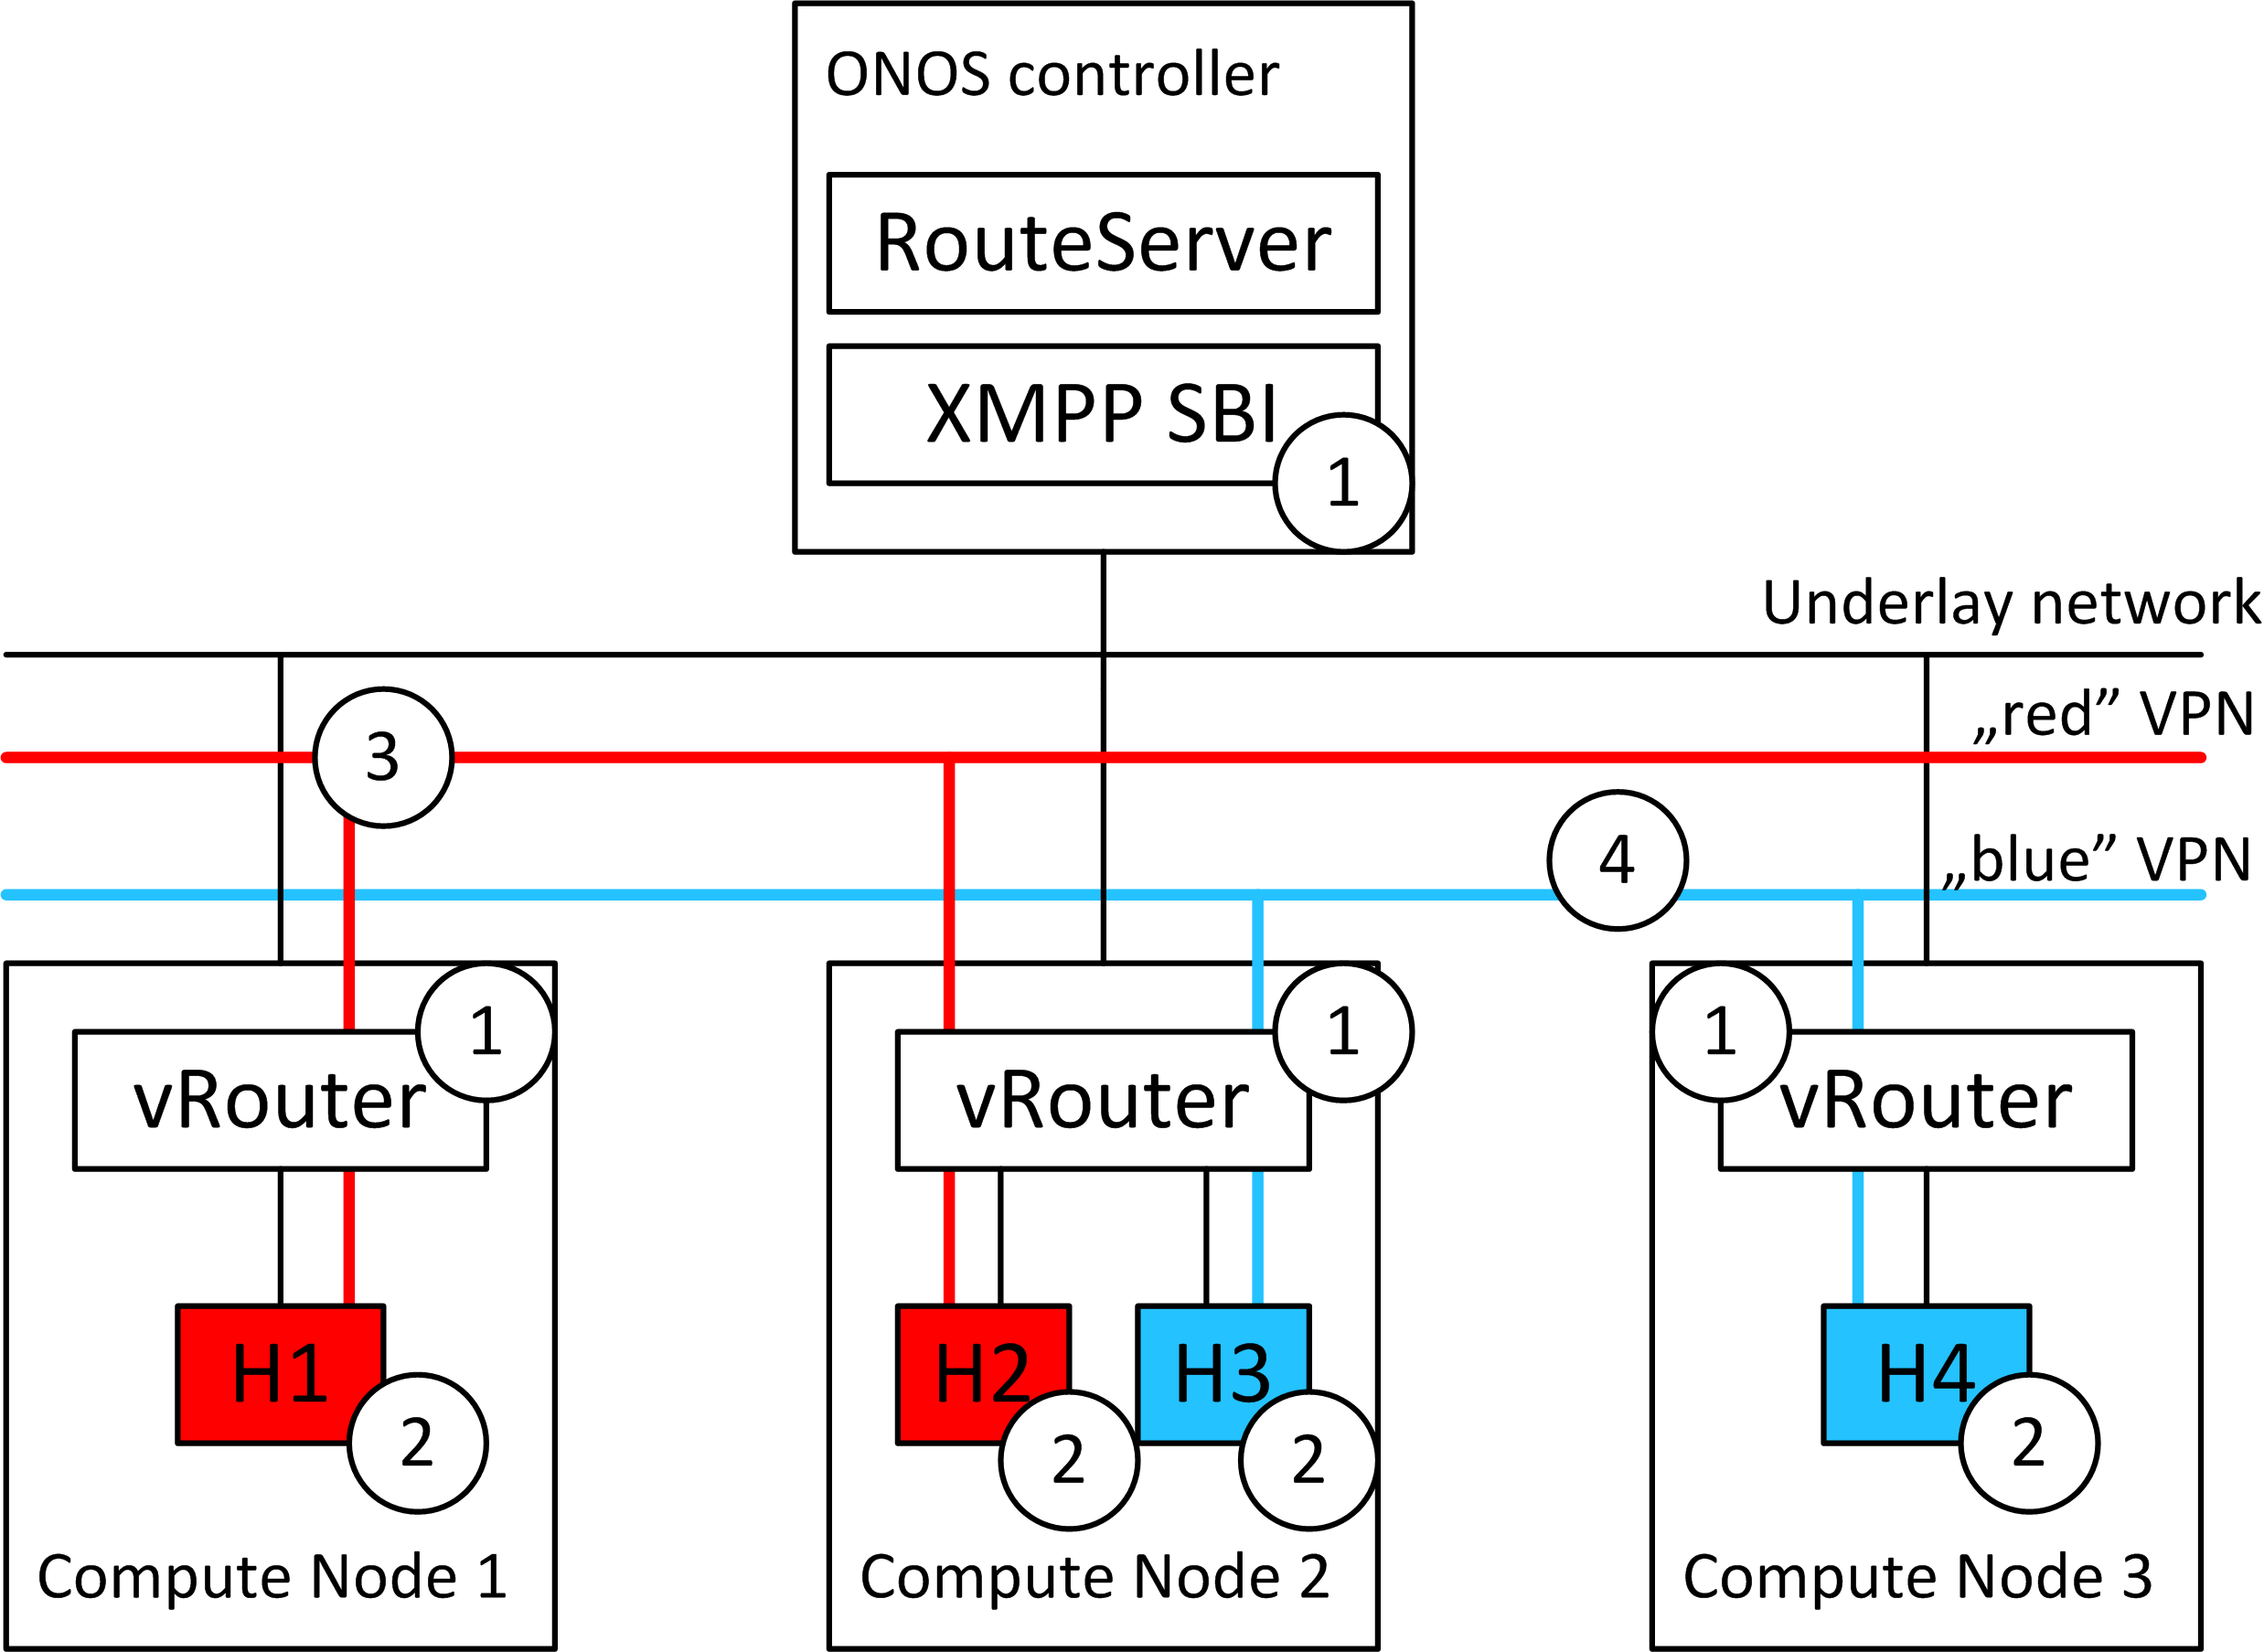 ONOS controller
RouteServer
XMPP SBI
1
Underlay network
„red” VPN
3
4
„blue” VPN
1
1
1
vRouter
vRouter
vRouter
H1
H2
H3
H4
2
2
2
2
Compute Node 1
Compute Node 2
Compute Node 3